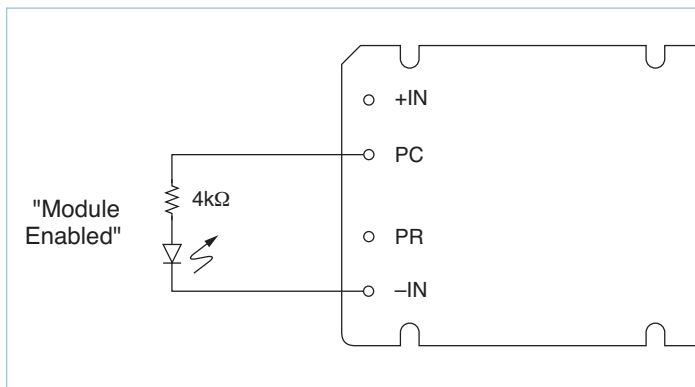 +IN
PC
4kΩ
"Module
Enabled"
PR
–IN